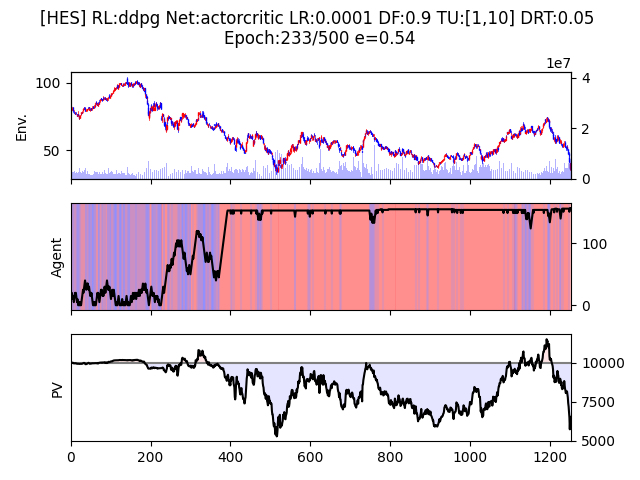 [HES] RL:ddpg Net:actorcritic LR:0.0001 DF:0.9 TU:[1,10] DRT:0.05
Epoch:233/500 e=0.54
1e7
100
50
Env.
4
2
0
Agent
100
0
PV
10000
7500
5000
0 200 400 600 800 1000 1200